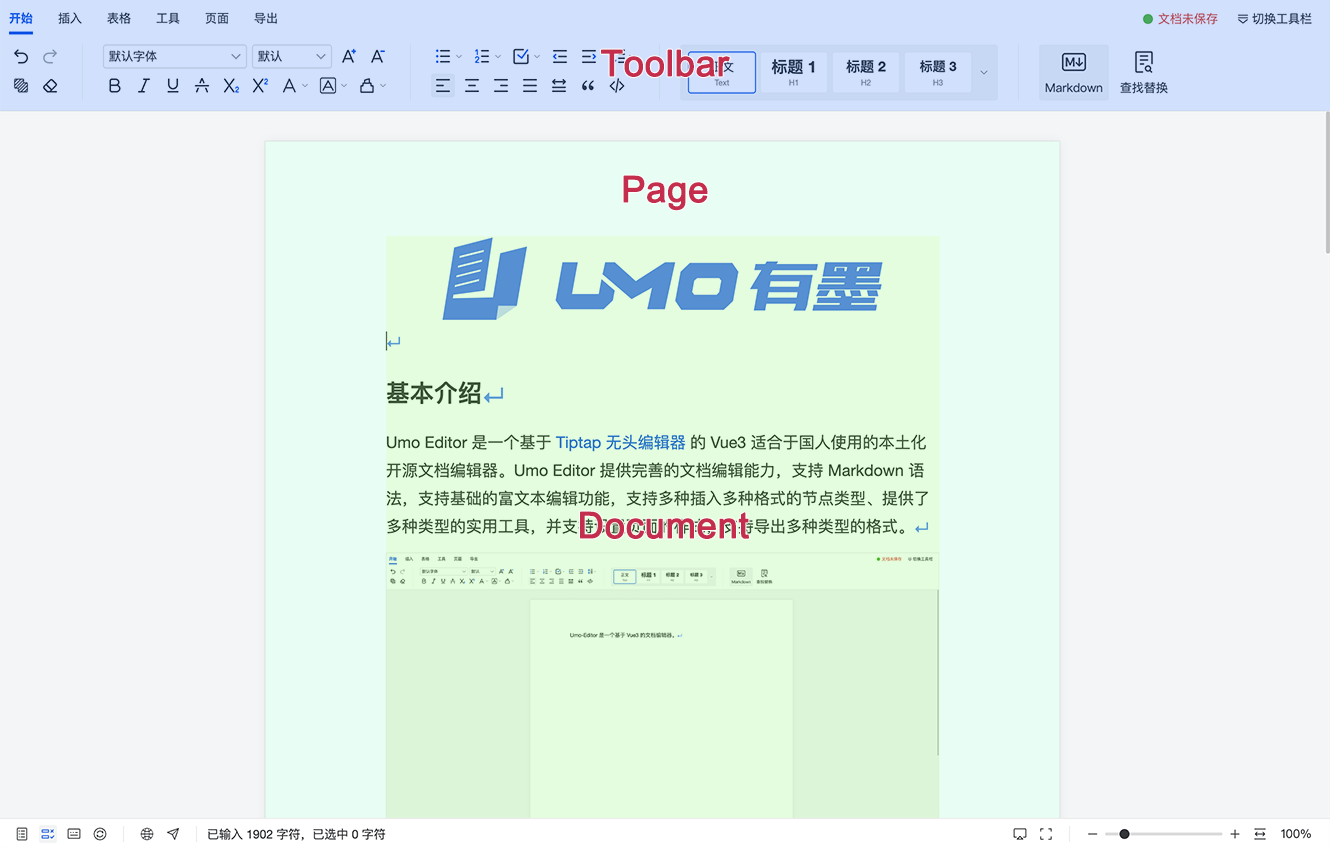 开始 插入 表格 工具 页面 导出 文档未保存 切换工具栏
默认字体 默认
Toolbar
文 标题 1 标题 2 标题 3
Text H1 H2 H3
Markdown 查找替换
Page
UMO 有墨
基本介绍
Umo Editor 是一个基于 Tiptap 无头编辑器 的 Vue3 适合于国人使用的本土化
开源文档编辑器。Umo Editor 提供完善的文档编辑能力，支持 Markdown 语
法，支持基础的富文本编辑功能，支持多种插入多种格式的节点类型、提供了
多种类型的实用工具，并支持 导出多种类型的格式。
Document
开始 插入 表格 工具 页面 导出 文档未保存 切换工具栏
默认字体 默认
正文 标题 1 标题 2 标题 3
Markdown 查找替换
Umo-Editor 是一个基于 Vue3 的文档编辑器。
已输入 1902 字符，已选中 0 字符 100%